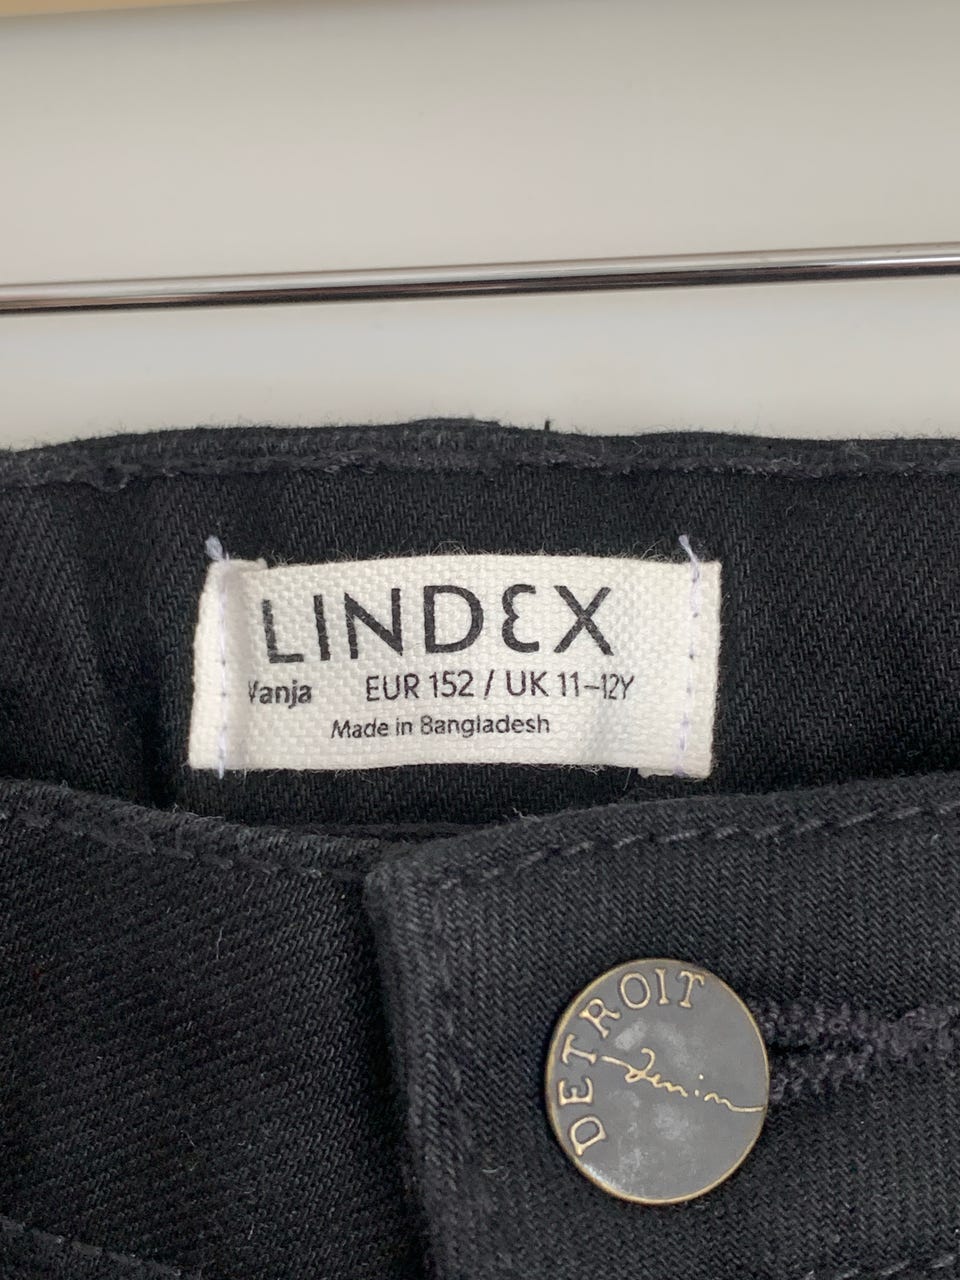 LINDEX
Vanja EUR 152 / UK 11-12Y
Made in Bangladesh
DETROIT
Denim